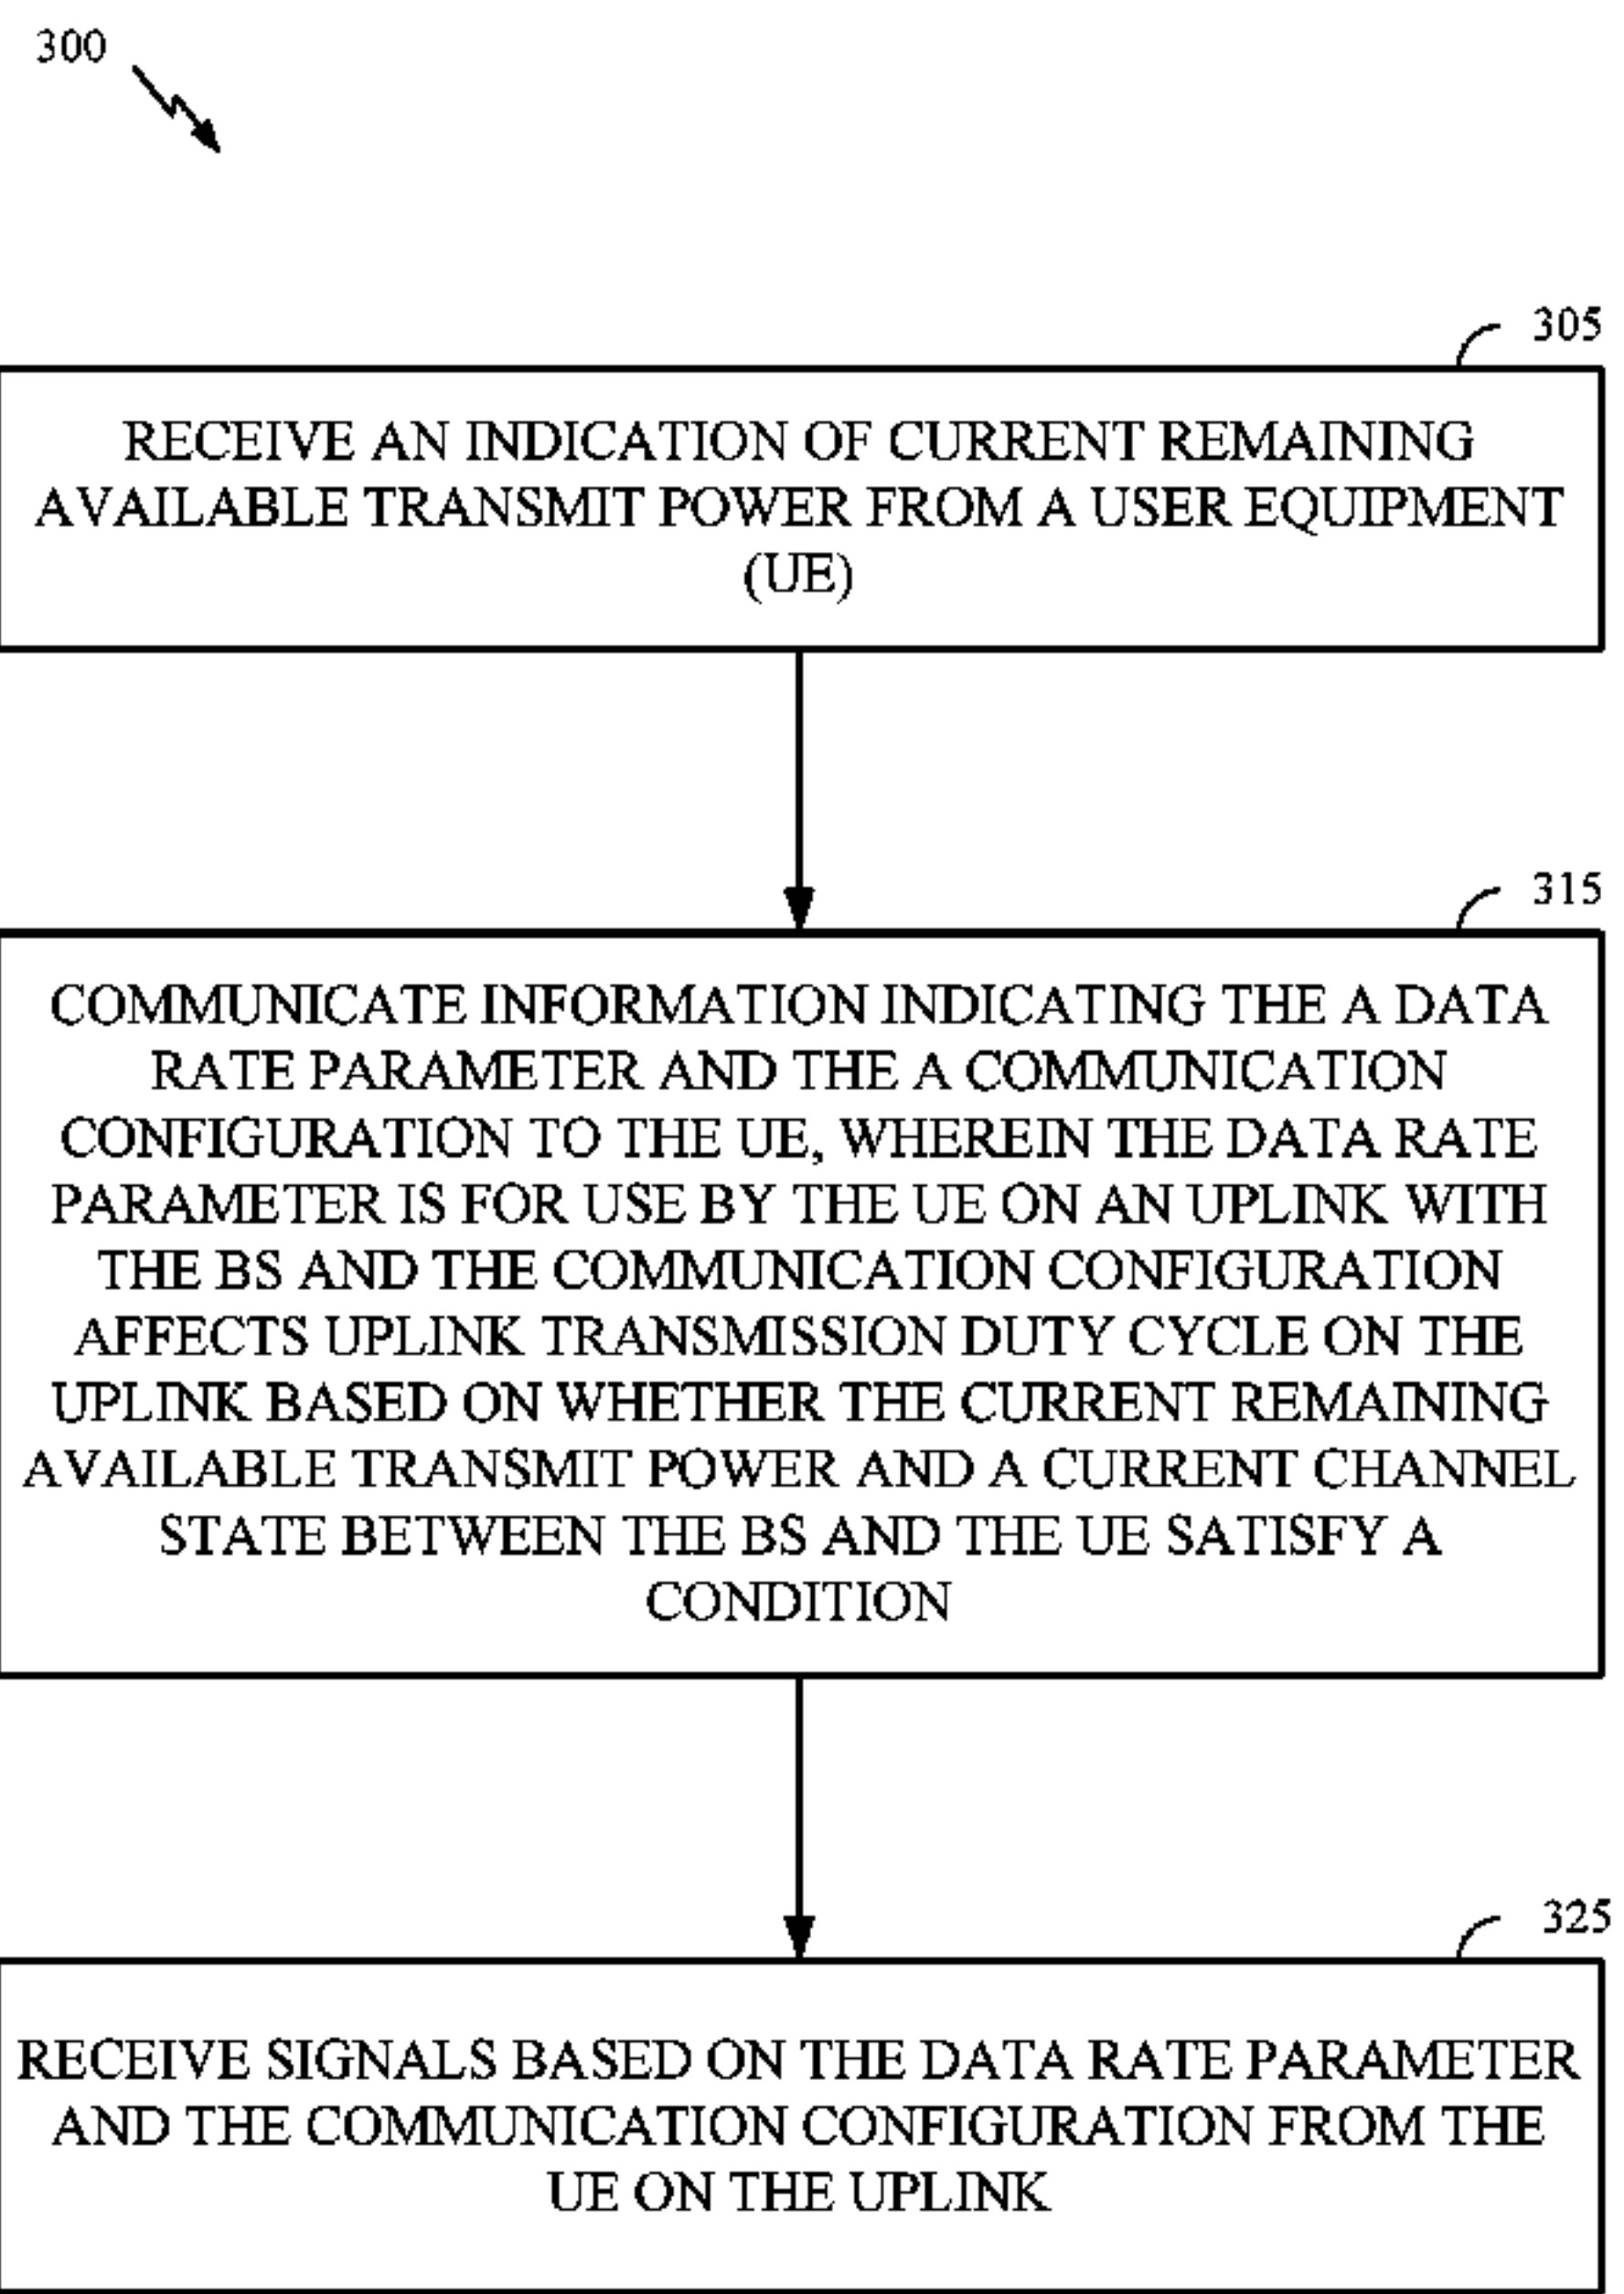 300
305
RECEIVE AN INDICATION OF CURRENT REMAINING
AVAILABLE TRANSMIT POWER FROM A USER EQUIPMENT
(UE)
315
COMMUNICATE INFORMATION INDICATING THE A DATA
RATE PARAMETER AND THE A COMMUNICATION
CONFIGURATION TO THE UE, WHEREIN THE DATA RATE
PARAMETER IS FOR USE BY THE UE ON AN UPLINK WITH
THE BS AND THE COMMUNICATION CONFIGURATION
AFFECTS UPLINK TRANSMISSION DUTY CYCLE ON THE
UPLINK BASED ON WHETHER THE CURRENT REMAINING
AVAILABLE TRANSMIT POWER AND A CURRENT CHANNEL
STATE BETWEEN THE BS AND THE UE SATISFY A
CONDITION
325
RECEIVE SIGNALS BASED ON THE DATA RATE PARAMETER
AND THE COMMUNICATION CONFIGURATION FROM THE
UE ON THE UPLINK